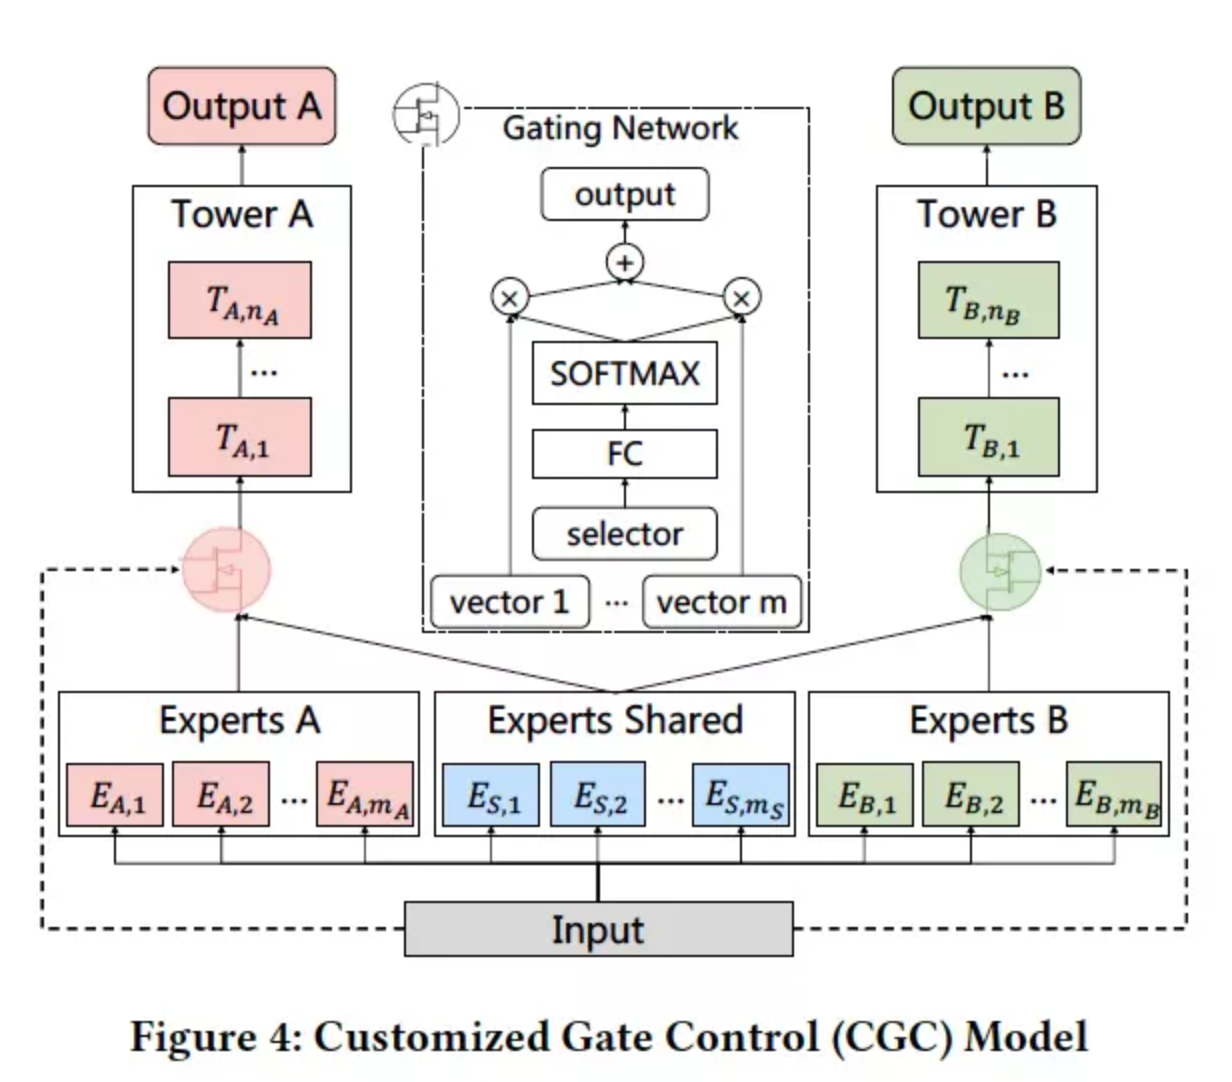 Output A
Output B
Gating Network
Tower A
Tower B
output
+
×
×
T_{A,n_A}
T_{B,n_B}
...
...
SOFTMAX
T_{A,1}
T_{B,1}
FC
selector
vector 1 ... vector m
Experts A
Experts Shared
Experts B
E_{A,1} E_{A,2} ... E_{A,m_A}
E_{S,1} E_{S,2} ... E_{S,m_S}
E_{B,1} E_{B,2} ... E_{B,m_B}
Input
Figure 4: Customized Gate Control (CGC) Model